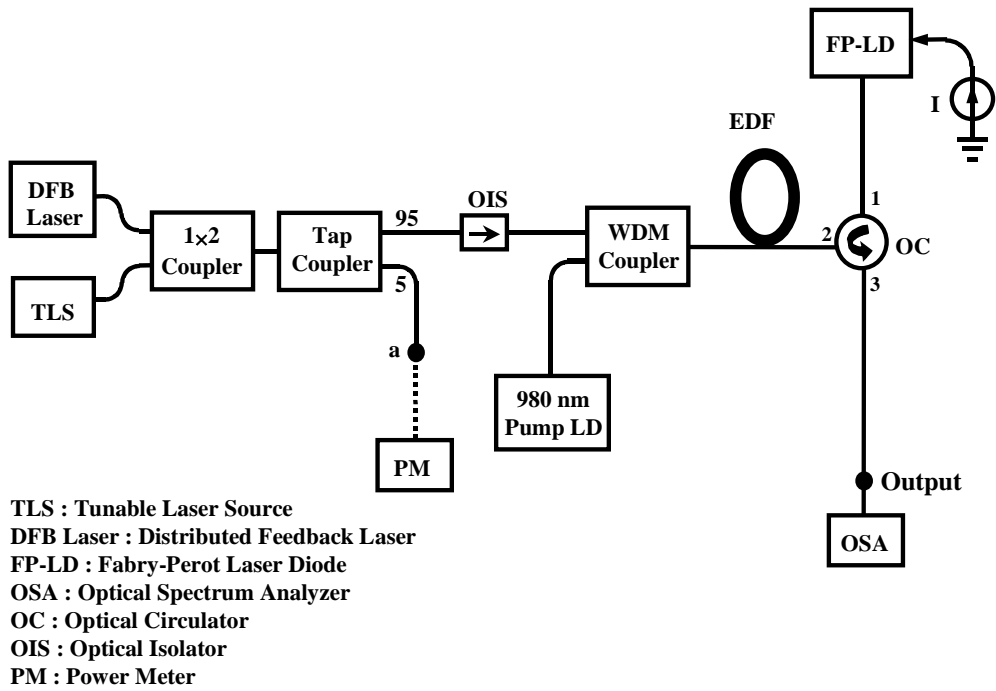 FP-LD
I
EDF
DFB
Laser
OIS
1
95
1×2
Coupler
Tap
Coupler
WDM
Coupler
2
OC
5
3
TLS
a
980 nm
Pump LD
PM
Output
OSA
TLS : Tunable Laser Source
DFB Laser : Distributed Feedback Laser
FP-LD : Fabry-Perot Laser Diode
OSA : Optical Spectrum Analyzer
OC : Optical Circulator
OIS : Optical Isolator
PM : Power Meter